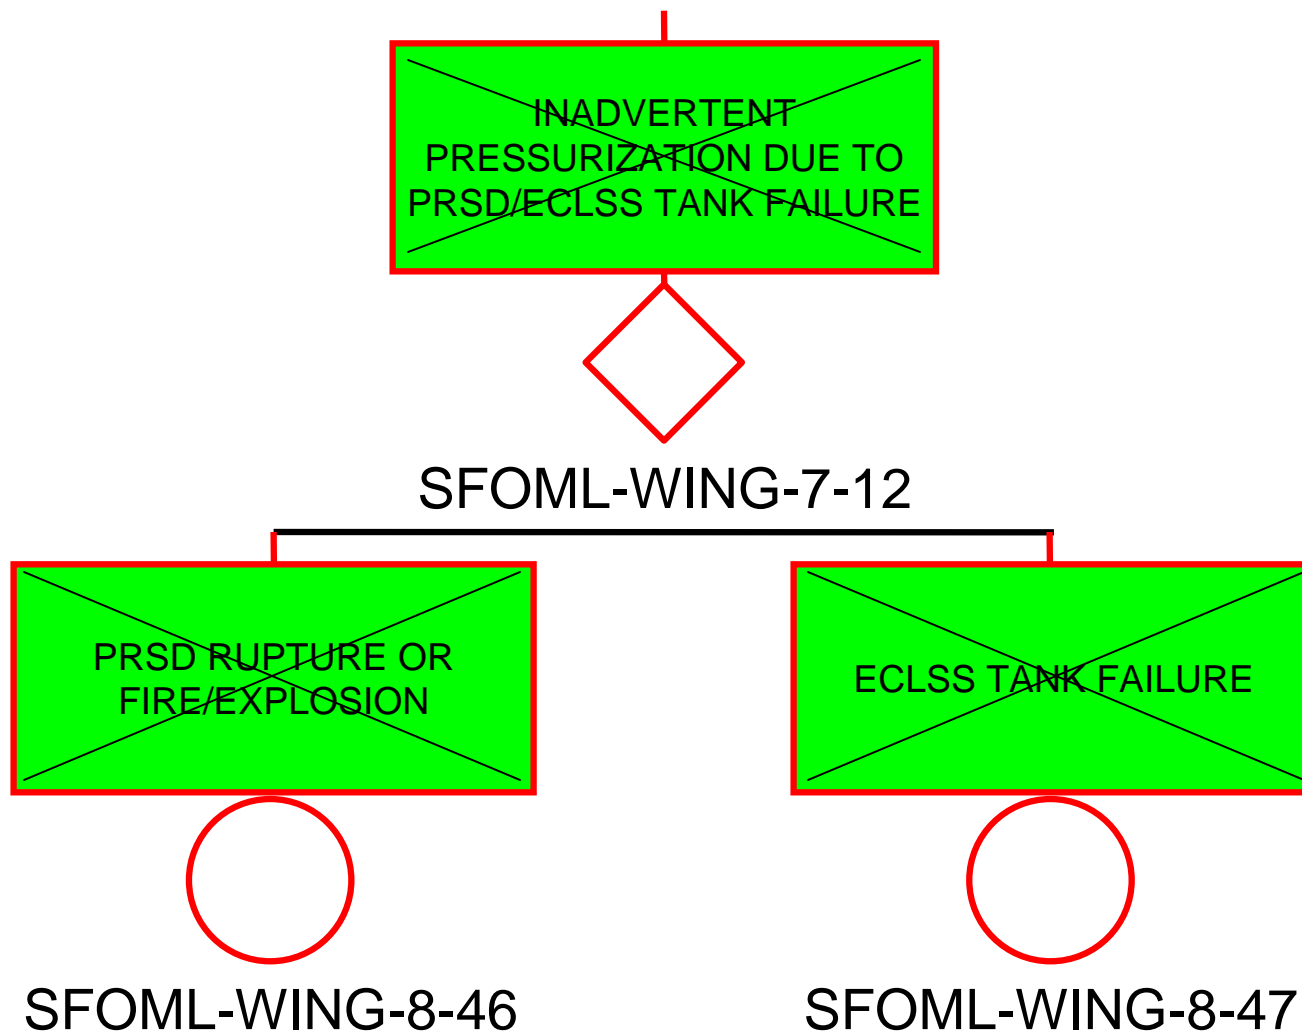 INADVERTENT
PRESSURIZATION DUE TO
PRSD/ECLSS TANK FAILURE
SFOML-WING-7-12
PRSD RUPTURE OR
FIRE/EXPLOSION
ECLSS TANK FAILURE
SFOML-WING-8-46
SFOML-WING-8-47